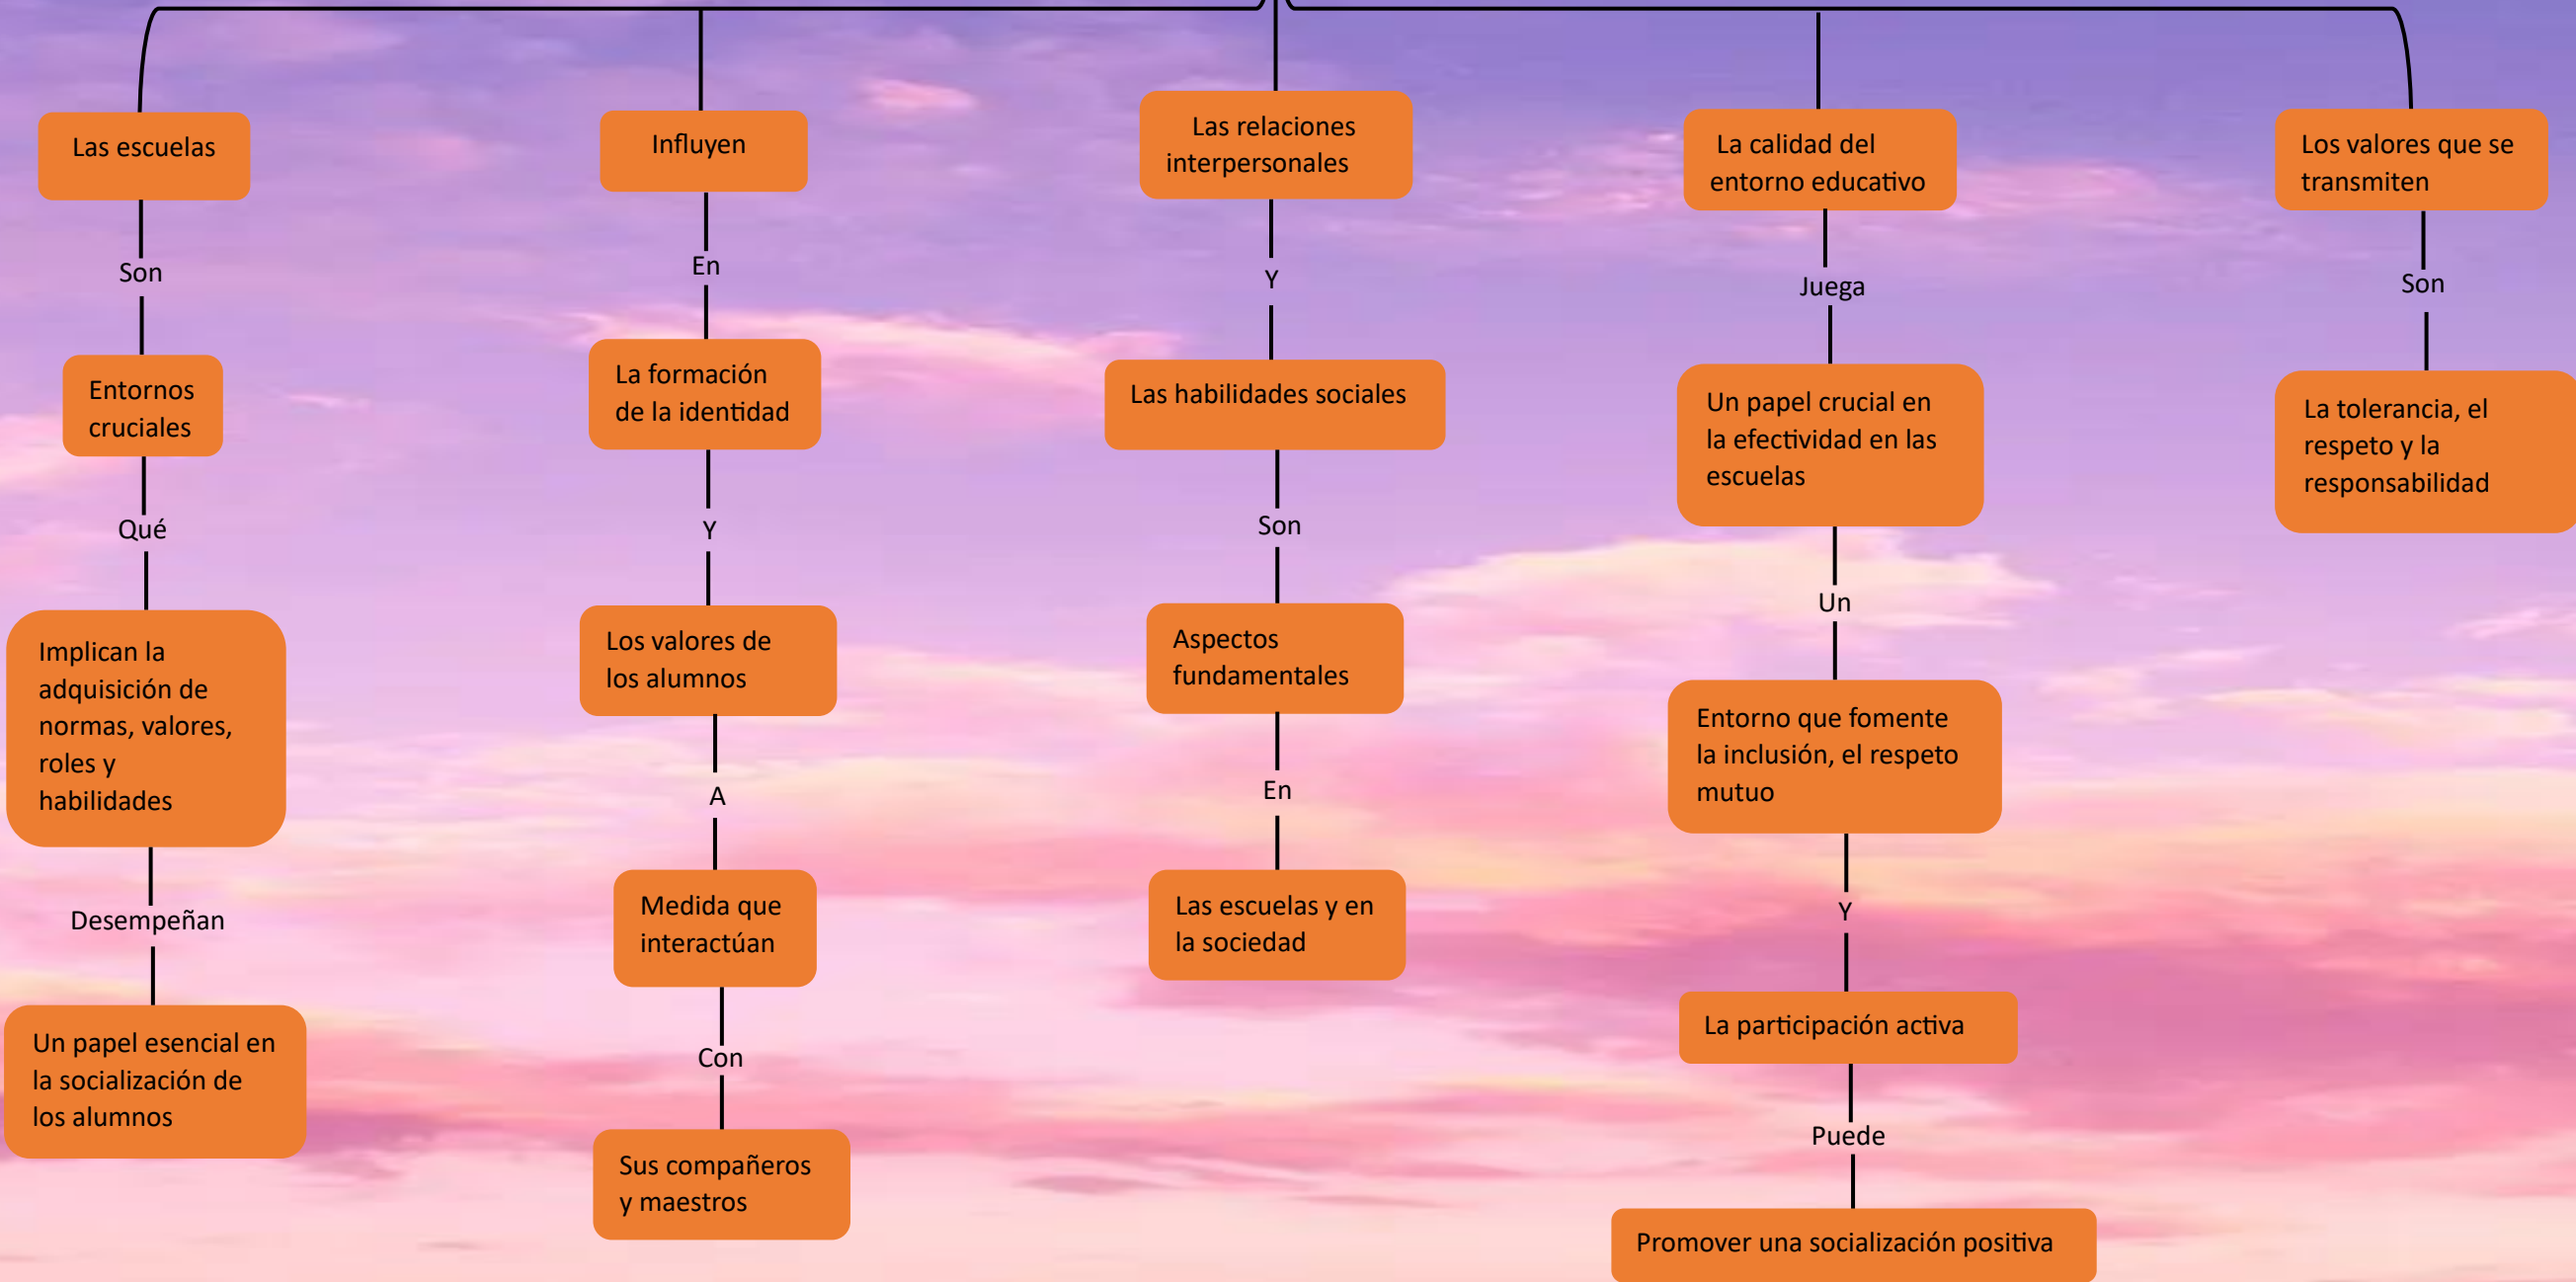 Las escuelas
Son
Entornos
cruciales
Qué
Implican la
adquisición de
normas, valores,
roles y
habilidades
Desempeñan
Un papel esencial en
la socialización de
los alumnos
Influyen
En
La formación
de la identidad
Y
Los valores de
los alumnos
A
Medida que
interactúan
Con
Sus compañeros
y maestros
Las relaciones
interpersonales
Y
Las habilidades sociales
Son
Aspectos
fundamentales
En
Las escuelas y en
la sociedad
La calidad del
entorno educativo
Juega
Un papel crucial en
la efectividad en las
escuelas
Un
Entorno que fomente
la inclusión, el respeto
mutuo
Y
La participación activa
Puede
Promover una socialización positiva
Los valores que se
transmiten
Son
La tolerancia, el
respeto y la
responsabilidad